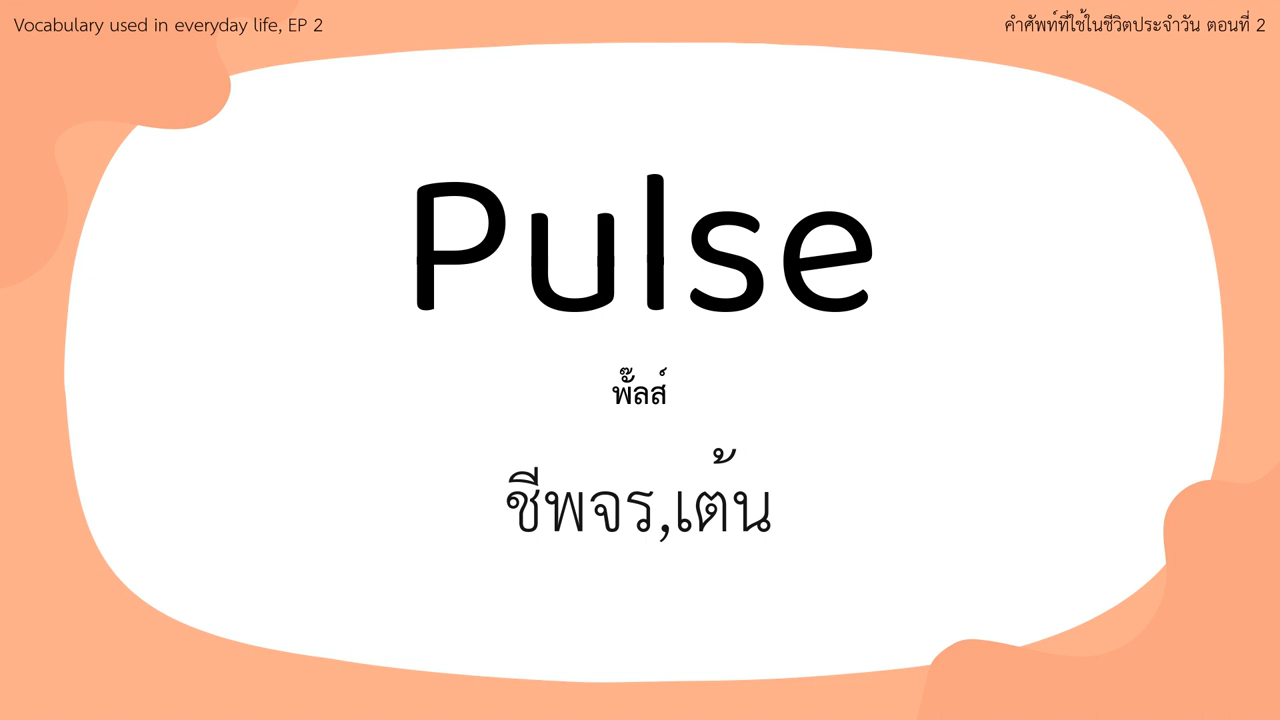 Vocabulary used in everyday life, EP 2
คำศัพท์ที่ใช้ในชีวิตประจำวัน ตอนที่ 2
Pulse
พั๊ลส์
ชีพจร,เต้น